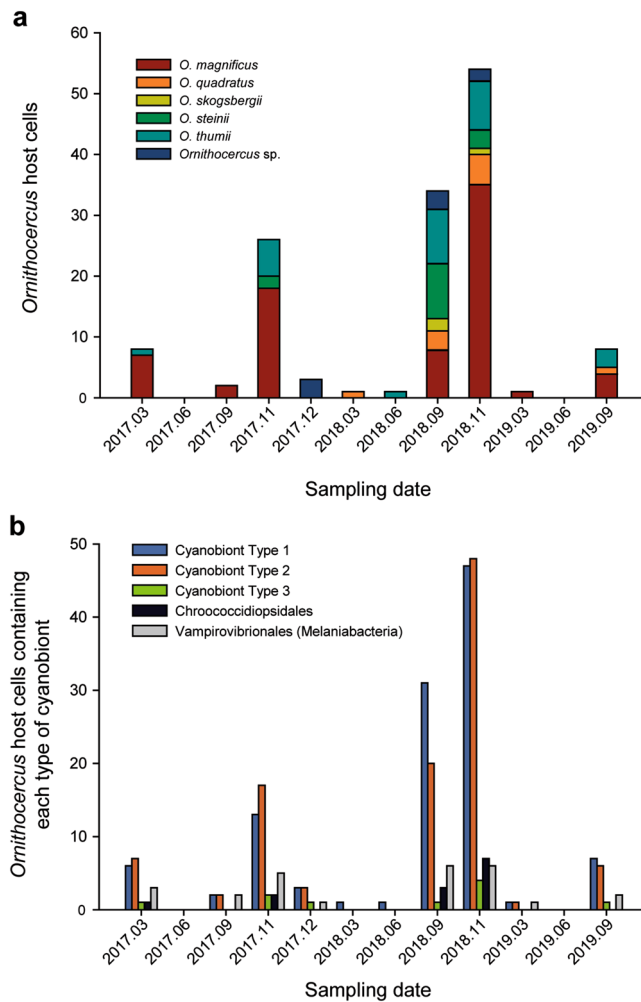 a
60
50
40
30
20
10
0
Ornithocercus host cells
O. magnificus
O. quadratus
O. skogsbergii
O. steinii
O. thumii
Ornithocercus sp.
2017.03
2017.06
2017.09
2017.11
2017.12
2018.03
2018.06
2018.09
2018.11
2019.03
2019.06
2019.09
Sampling date
b
50
40
30
20
10
0
Ornithocercus host cells containing
each type of cyanobiont
Cyanobiont Type 1
Cyanobiont Type 2
Cyanobiont Type 3
Chroococcidiopsidales
Vampirovibrionales (Melaniabacteria)
2017.03
2017.06
2017.09
2017.11
2017.12
2018.03
2018.06
2018.09
2018.11
2019.03
2019.06
2019.09
Sampling date